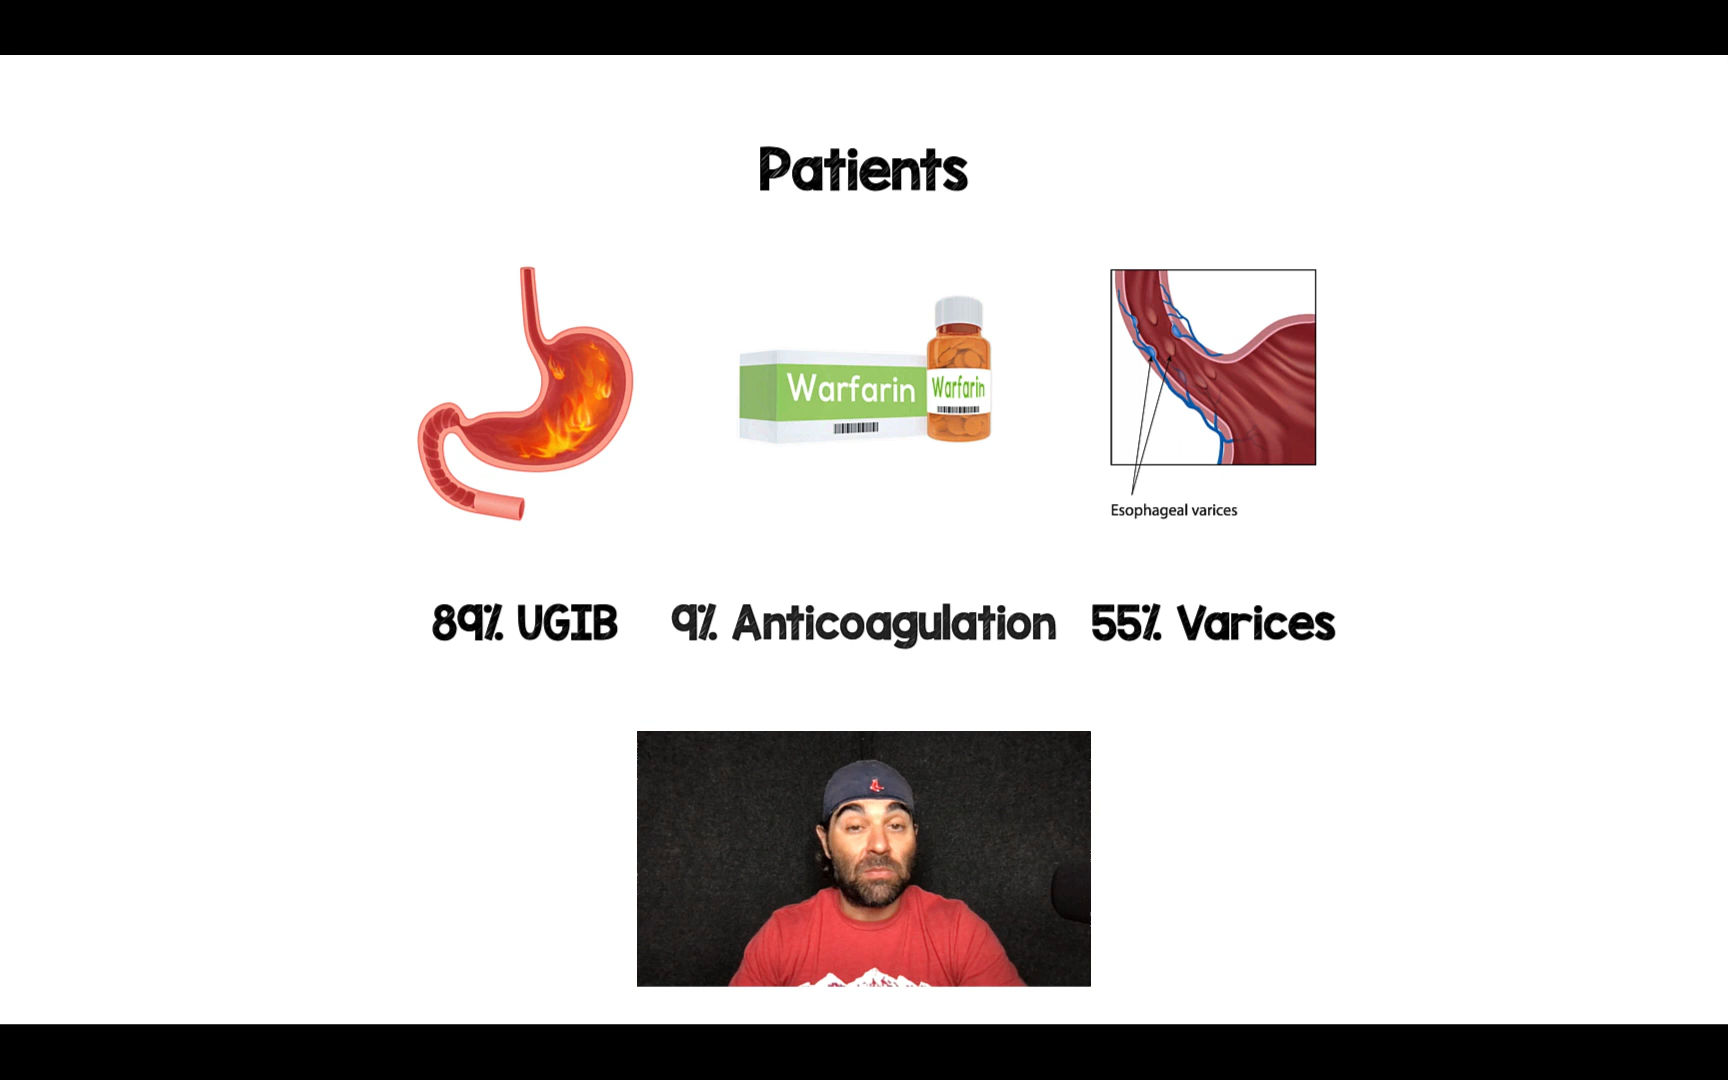 Patients
Warfarin
Warfarin
Esophageal varices
89% UGIB
9% Anticoagulation
55% Varices